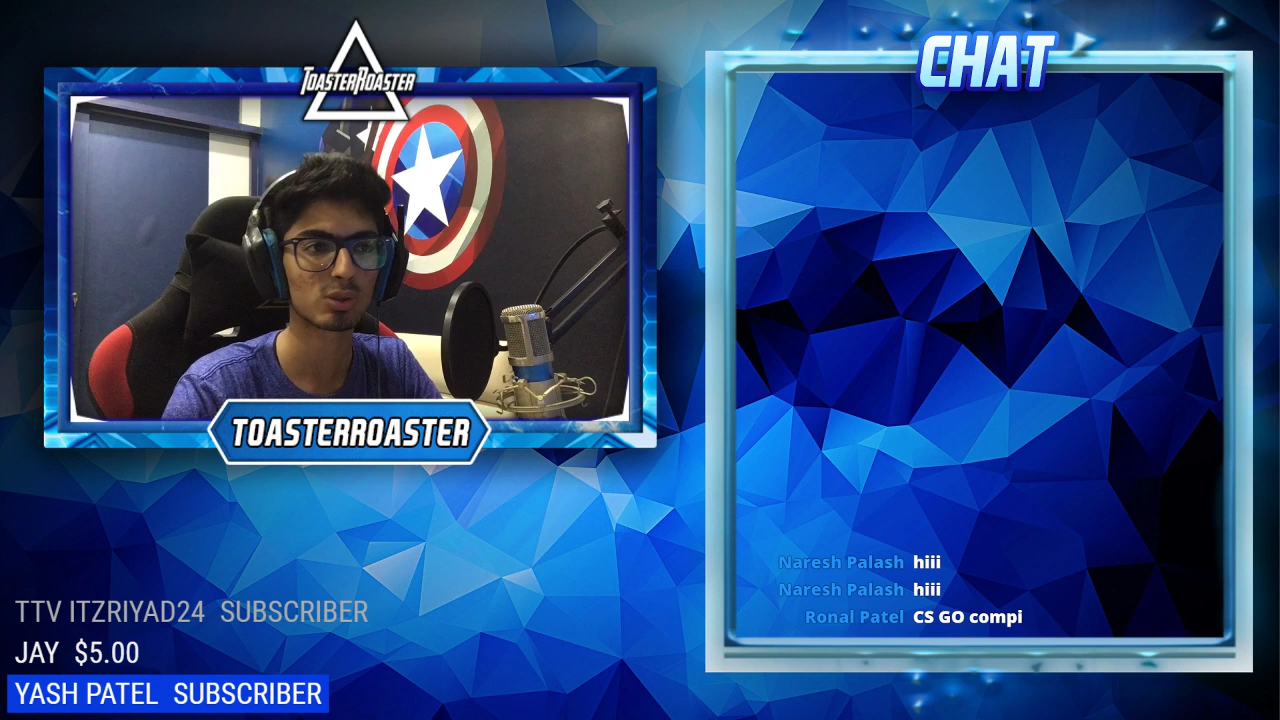 TOASTERROASTER
TOASTERROASTER
CHAT
Naresh Palash hiii
Naresh Palash hiii
Ronal Patel CS GO compi
TTV ITZRIYAD24 SUBSCRIBER
JAY $5.00
YASH PATEL SUBSCRIBER